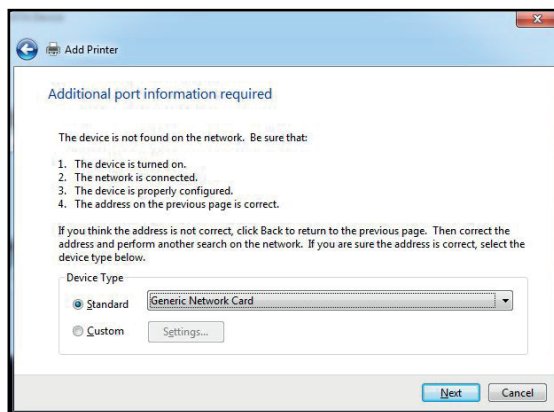 Add Printer
Additional port information required
The device is not found on the network.  Be sure that:
1.  The device is turned on.
2.  The network is connected.
3.  The device is properly configured.
4.  The address on the previous page is correct.
If you think the address is not correct, click Back to return to the previous page.  Then correct the
address and perform another search on the network.  If you are sure the address is correct, select the
device type below.
Device Type
Standard
Generic Network Card
Custom
Settings...
Next
Cancel